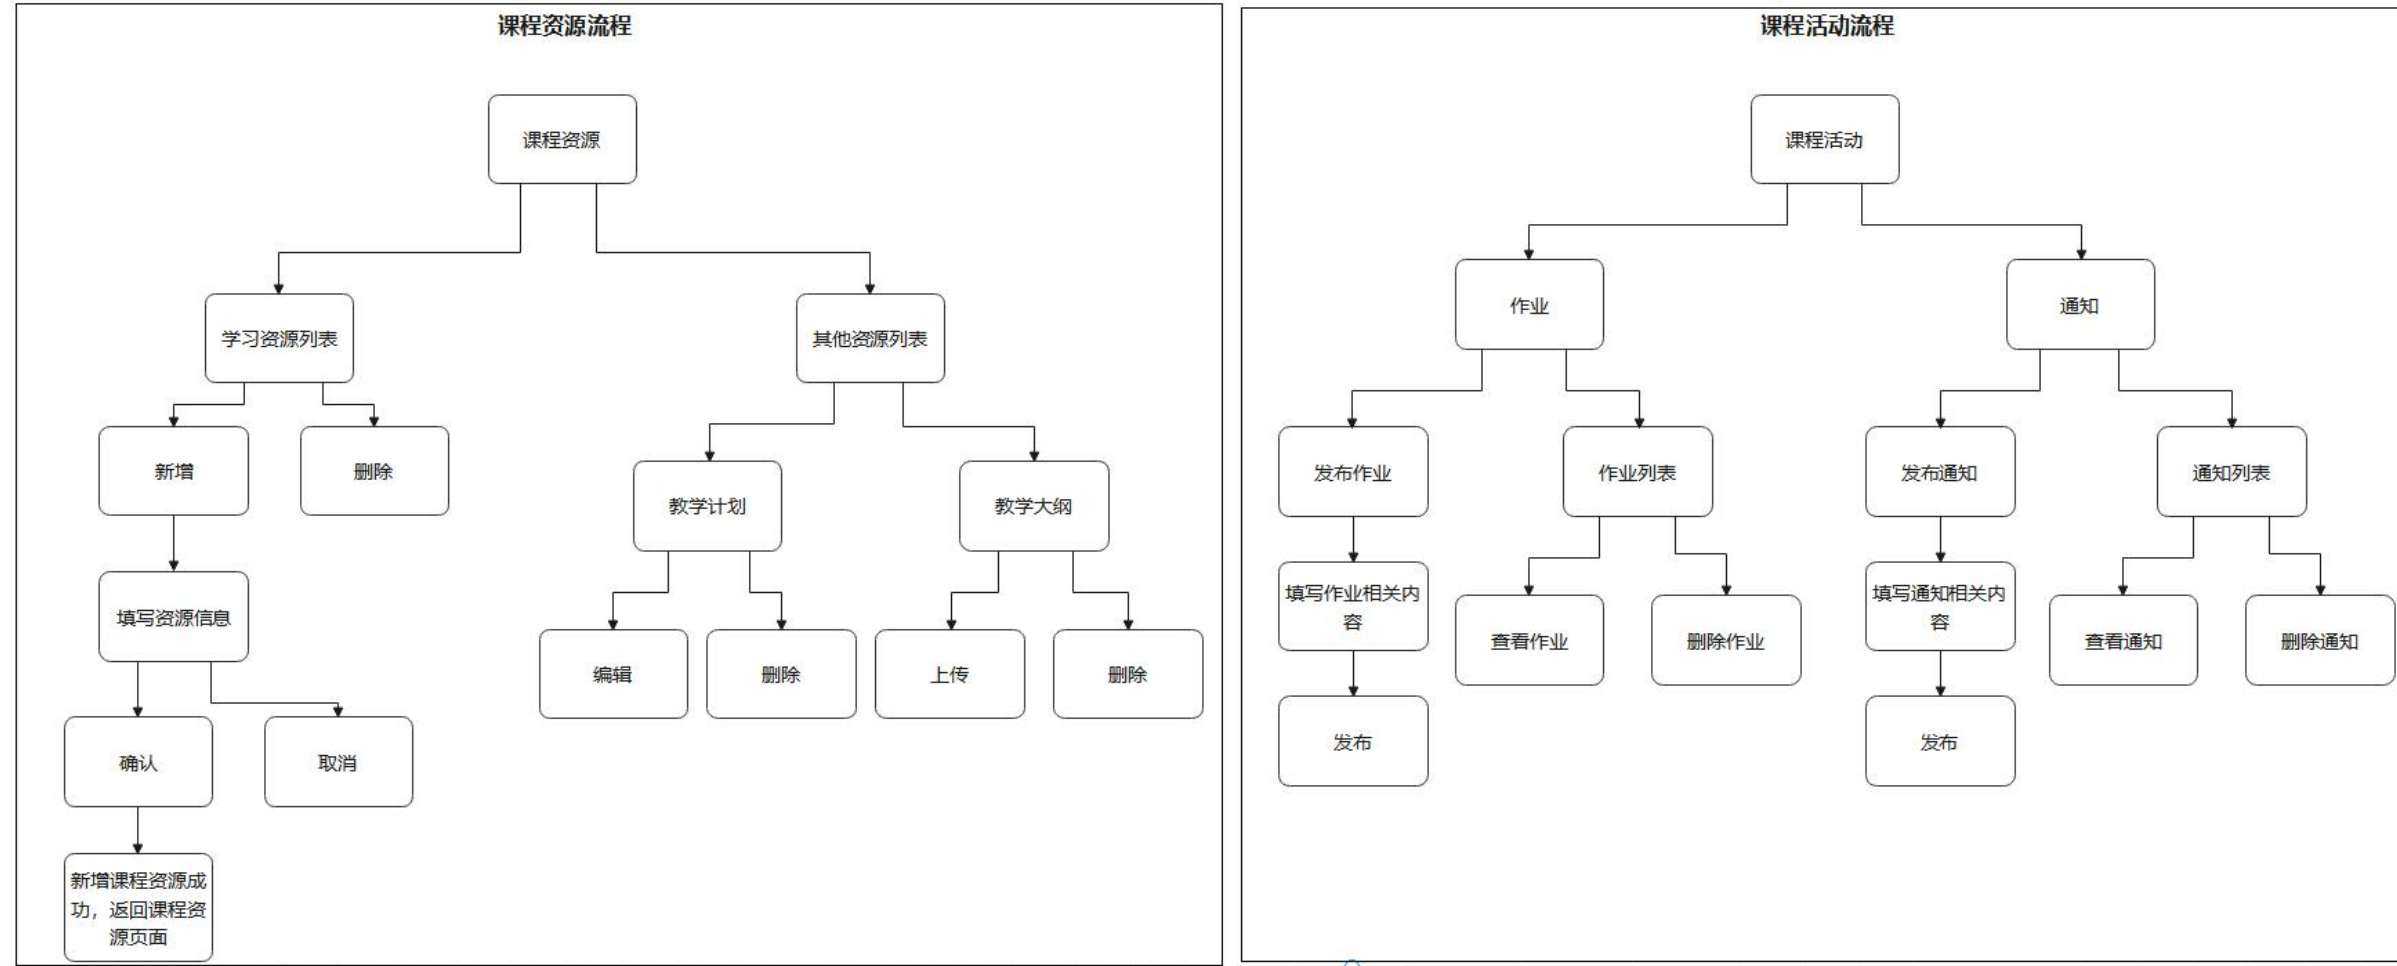 课程资源流程
课程资源
学习资源列表
其他资源列表
新增
删除
教学计划
教学大纲
填写资源信息
编辑
删除
上传
删除
确认
取消
新增课程资源成
功，返回课程资
源页面
课程活动流程
课程活动
作业
通知
发布作业
作业列表
发布通知
通知列表
填写作业相关内
容
查看作业
删除作业
填写通知相关内
容
查看通知
删除通知
发布
发布